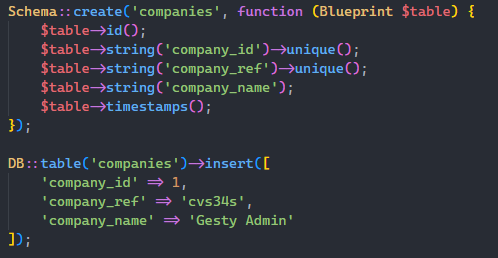 Schema::create('companies', function (Blueprint $table) {
    $table->id();
    $table->string('company_id')->unique();
    $table->string('company_ref')->unique();
    $table->string('company_name');
    $table->timestamps();
});

DB::table('companies')->insert([
    'company_id' => 1,
    'company_ref' => 'cvs34s',
    'company_name' => 'Gesty Admin'
]);